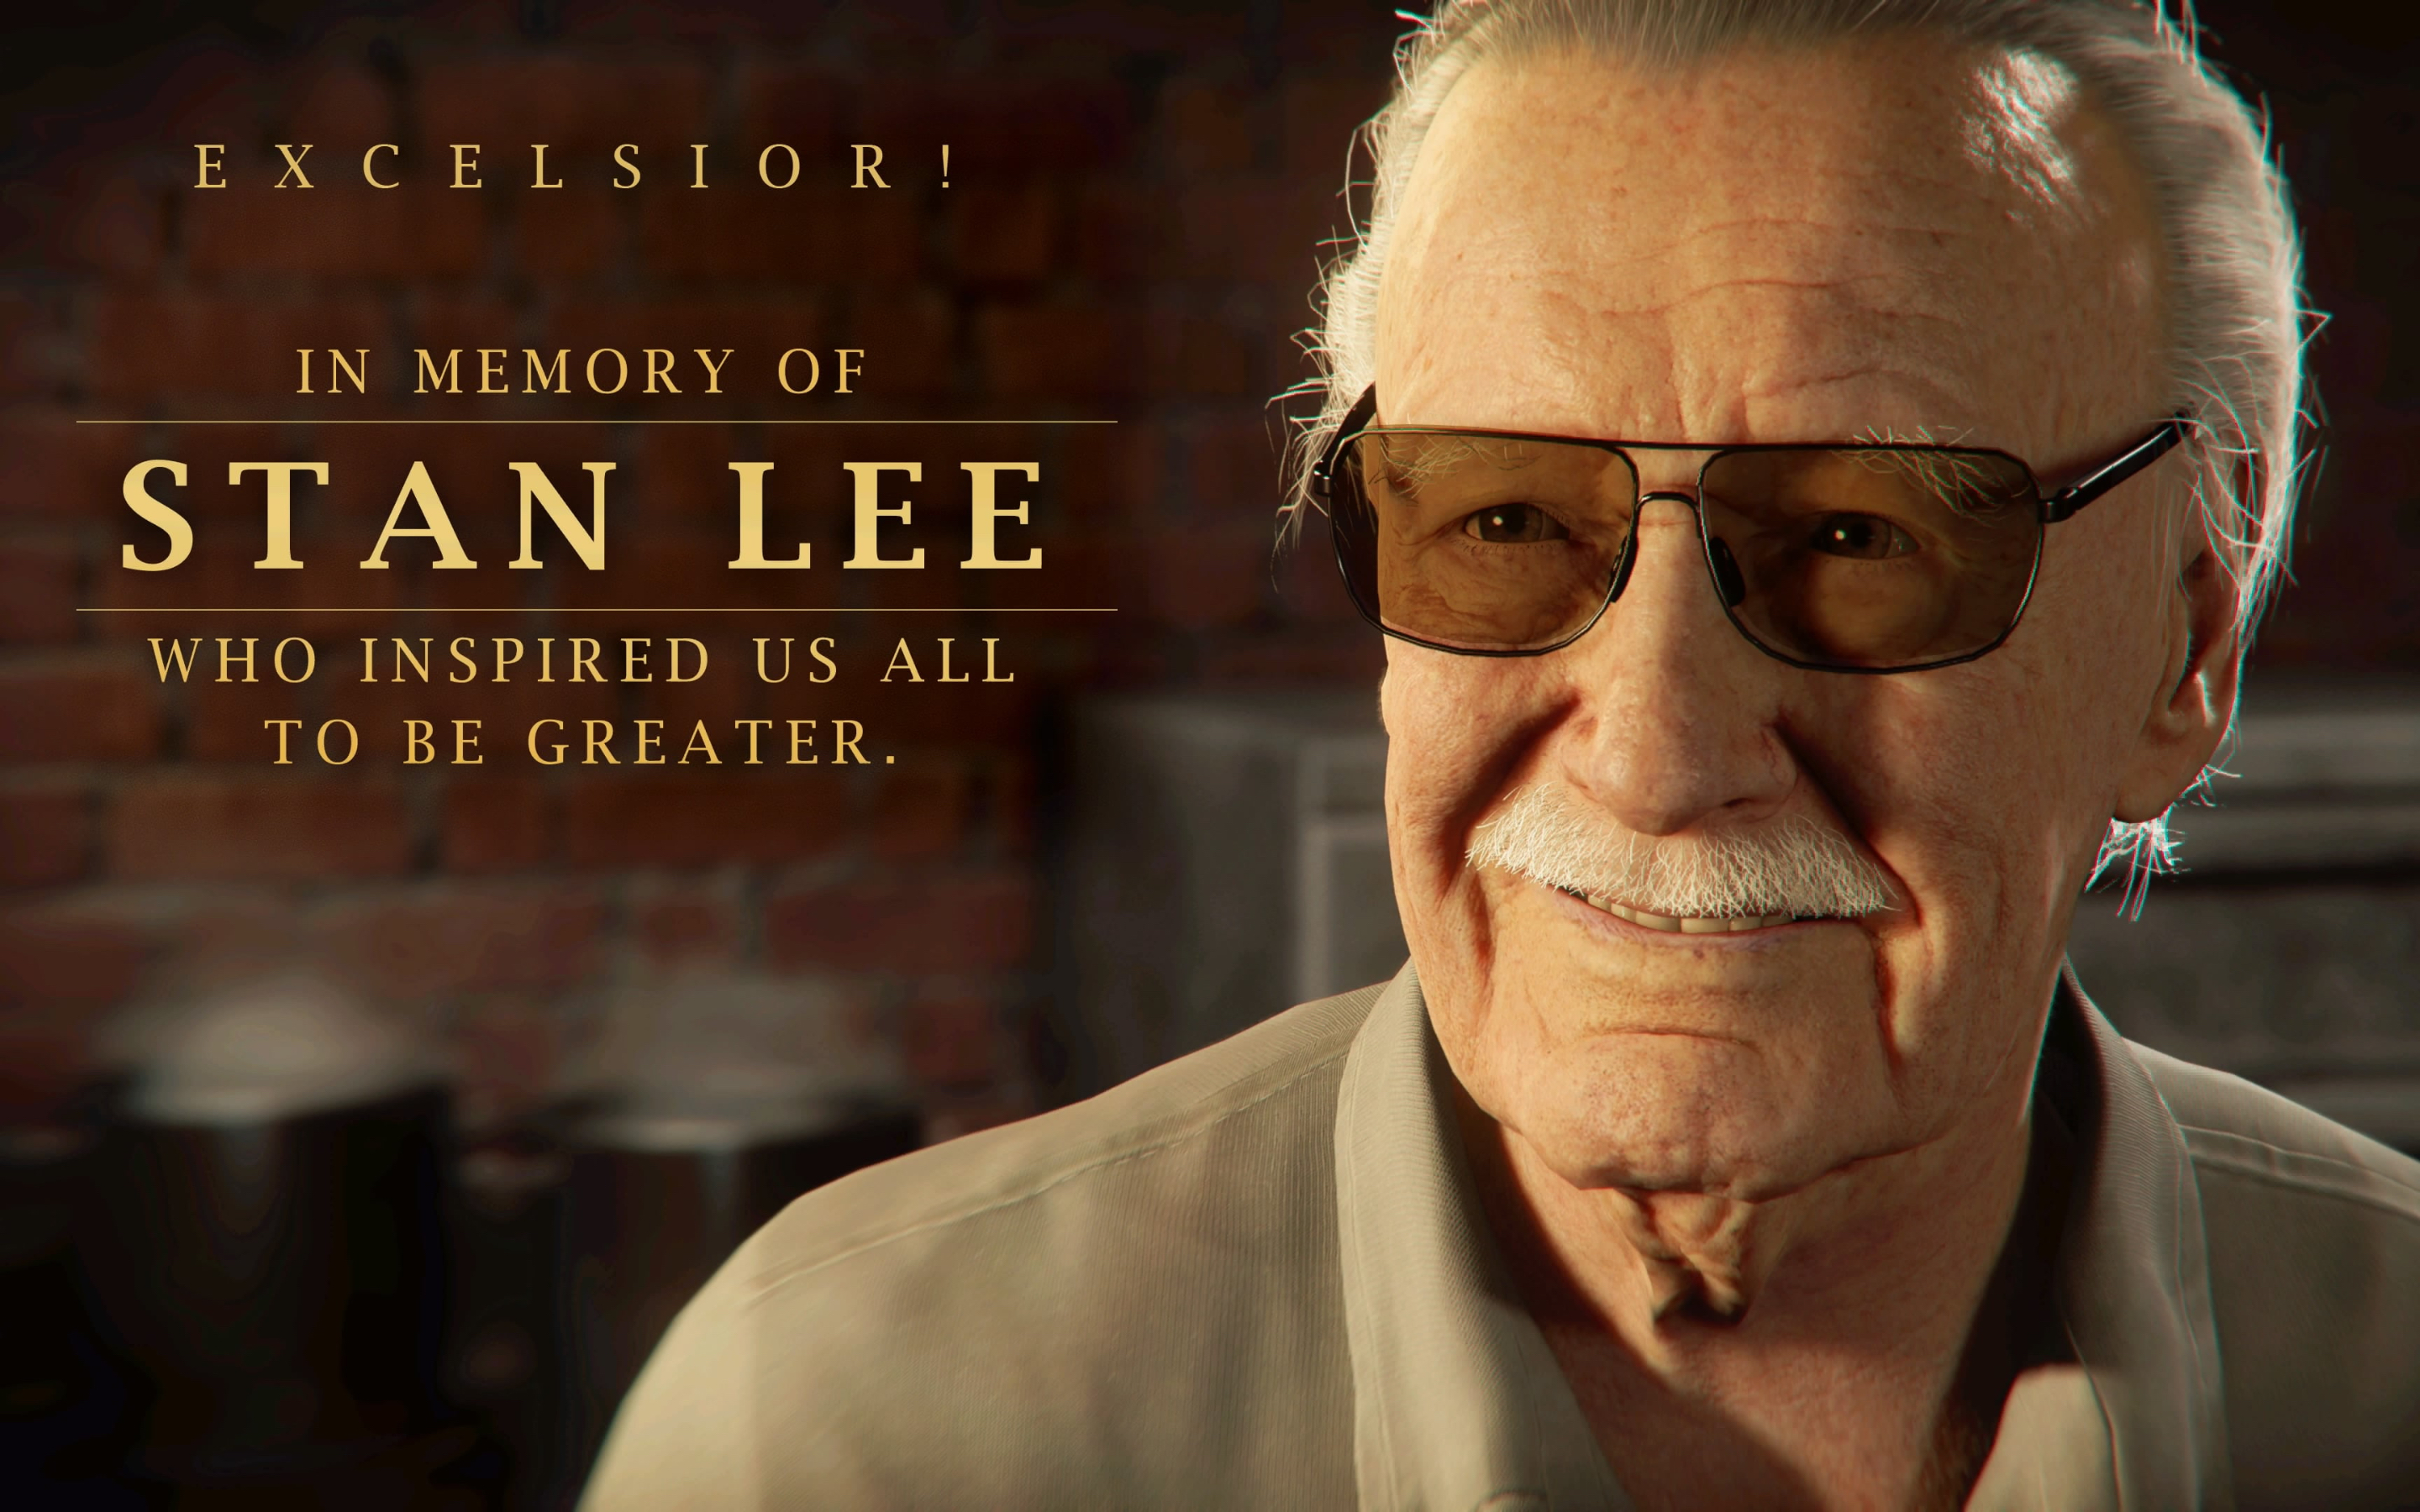 EXCELSIOR!
IN MEMORY OF
STAN LEE
WHO INSPIRED US ALL
TO BE GREATER.